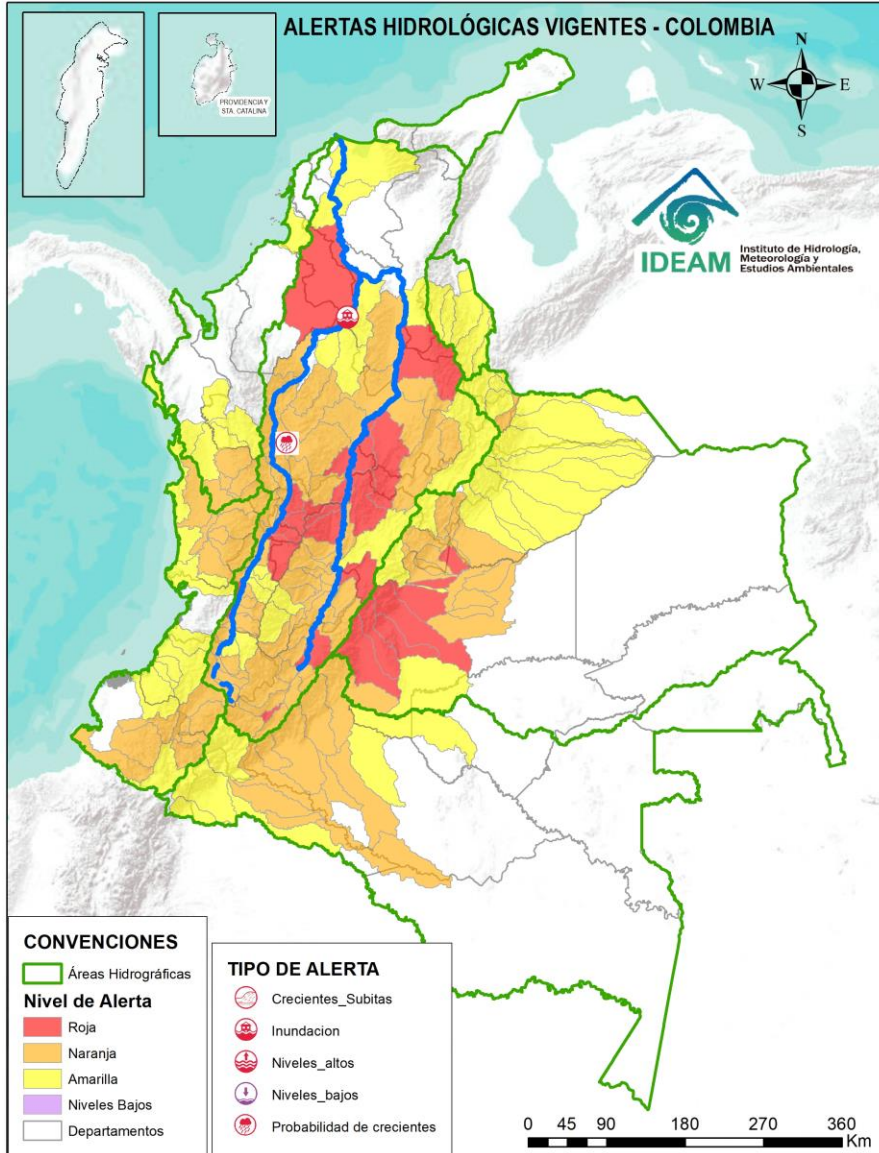 ALERTAS HIDROLÓGICAS VIGENTES - COLOMBIA
PROVIDENCIA Y
STA. CATALINA
N
W
E
S
IDEAM
Instituto de Hidrología,
Meteorología y
Estudios Ambientales
CONVENCIONES
Áreas Hidrográficas
Nivel de Alerta
Roja
Naranja
Amarilla
Niveles Bajos
Departamentos
TIPO DE ALERTA
Crecientes_Subitas
Inundacion
Niveles_altos
Niveles_bajos
Probabilidad de crecientes
0 45 90 180 270 360
Km